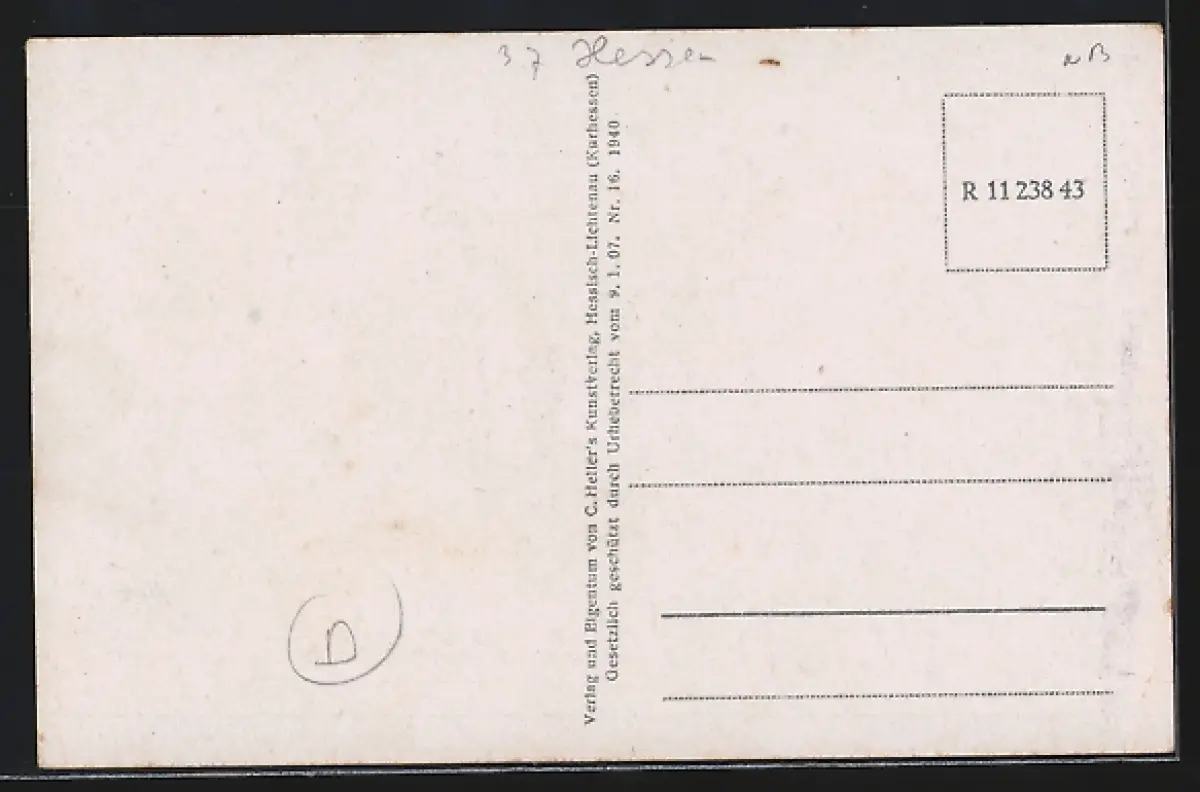 37 Hessen
NB
R 11 238 43
Verlag und Eigentum von C. Heller's Kunstverlag, Hessisch-Lichtenau (Kurhessen)
Gesetzlich geschützt durch Urheberrecht vom 9. 1. 07. Nr. 16. 1940
D